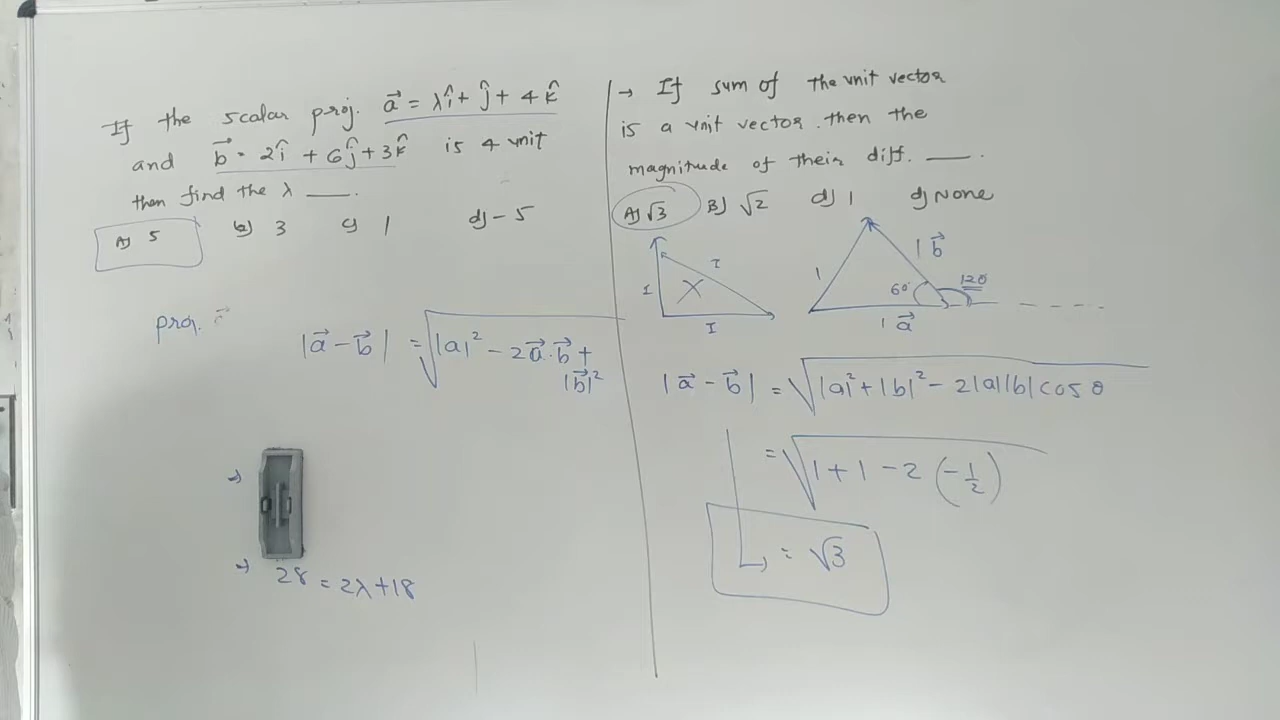 If the scalar proj. a⃗ = λî + ĵ + 4k̂
and b⃗ = 2î + 6ĵ + 3k̂ is 4 unit
then find the λ ___.
A) 5 b) 3 c) 1 d) -5
proj.
|a⃗ - b⃗| = √|a|² - 2a⃗.b⃗ +
|b⃗|²
→
→ 28 = 2λ+18
→ If sum of the unit vector
is a unit vector. then the
magnitude of their diff. ___.
A) √3 B) √2 d) 1 d) None
1 1 1
1 1 b⃗ 60° 120
1 a⃗
|a⃗ - b⃗| = √|a|² + |b|² - 2|a||b| cos θ
= √1 + 1 - 2 (-1/2)
= √3